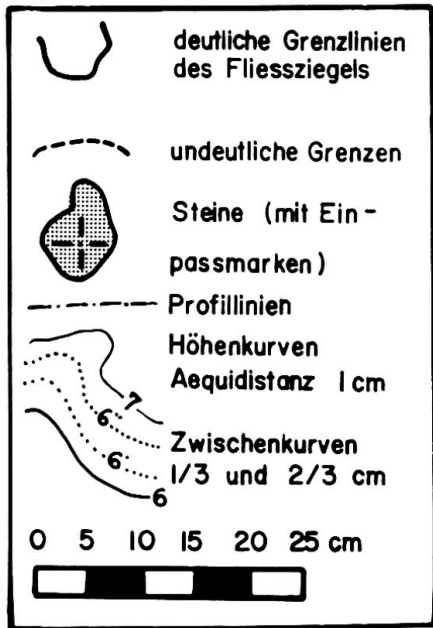 deutliche Grenzlinien
des Fliessziegels
undeutliche Grenzen
Steine (mit Ein-
passmarken)
Profillinien
Höhenkurven
Aequidistanz 1 cm
7
6
Zwischenkurven
6
1/3 und 2/3 cm
6
0 5 10 15 20 25 cm